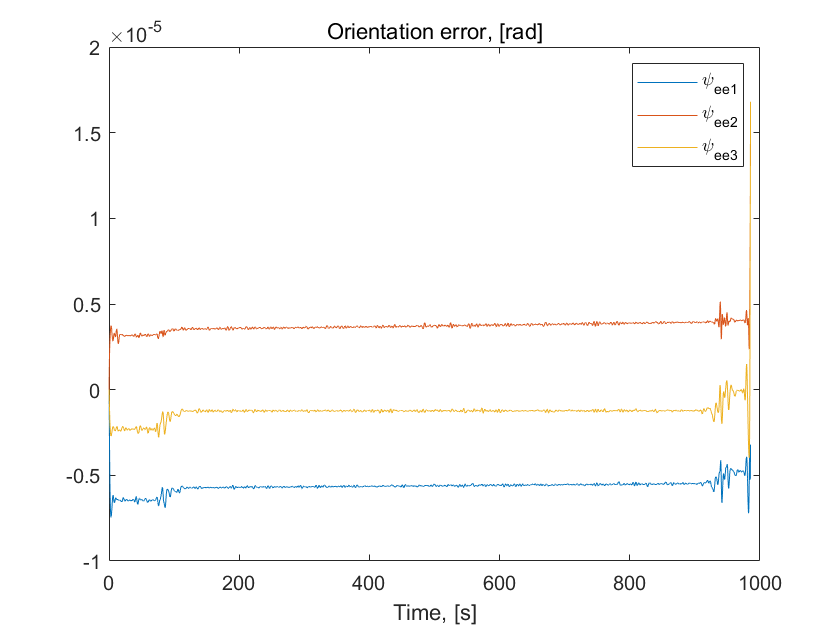 Orientation error, [rad]
×10-5
2
1.5
1
0.5
0
-0.5
-1
ψee1
ψee2
ψee3
0 200 400 600 800 1000
Time, [s]